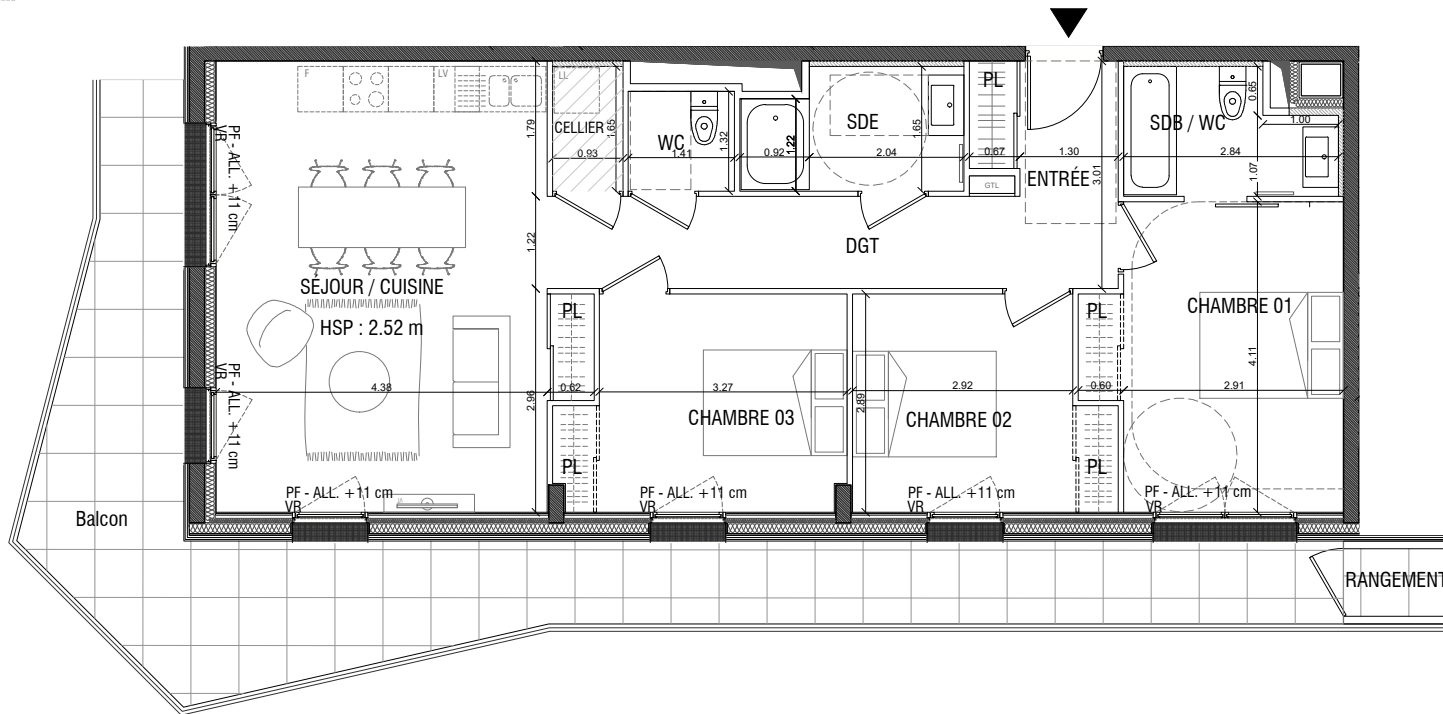 F
LV
LL
CELLIER
1.65
1.79
0.93
WC
1.41
1.32
0.92
1.22
SDE
2.04
1.65
PL
0.67
GTL
1.30
ENTRÉE
3.01
SDB / WC
0.65
1.00
2.84
1.07
PF - ALL. +11 cm
VR
1.22
DGT
SÉJOUR / CUISINE
HSP : 2.52 m
PL
PL
CHAMBRE 01
PF - ALL. +11 cm
VR
4.38
2.96
0.62
3.27
2.89
2.92
0.60
2.91
4.11
CHAMBRE 03
CHAMBRE 02
PL
PL
PF - ALL. +11 cm
VR
PF - ALL. +11 cm
VR
PF - ALL. +11 cm
VR
PF - ALL. +11 cm
VR
Balcon
RANGEMENT